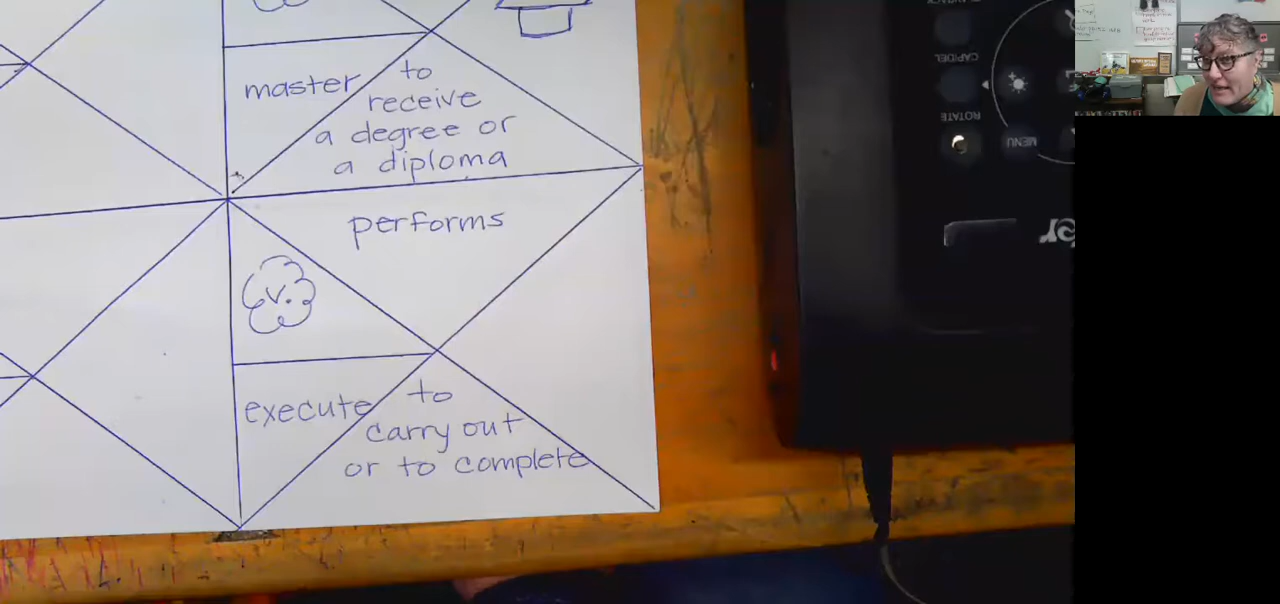 master
to
receive
a degree or
a diploma
performs
v.
execute
to
carry out
or to complete
CAP/DEL
ROTATE
MENU